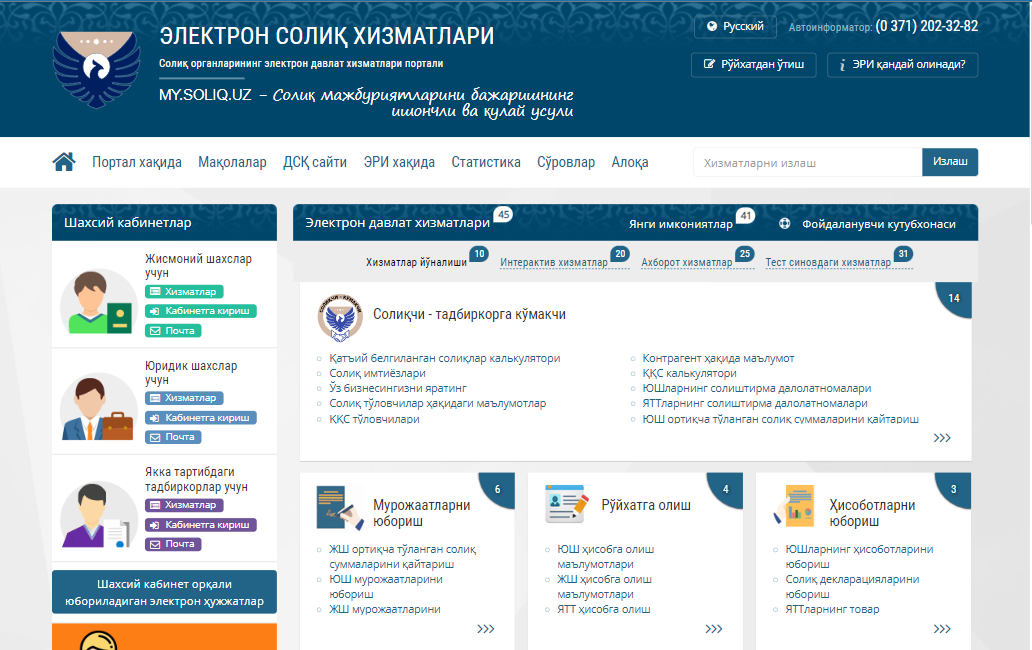 ЭЛЕКТРОН СОЛИҚ ХИЗМАТЛАРИ
Солиқ органларининг электрон давлат хизматлари портали
MY.SOLIQ.UZ – Солиқ мажбуриятларини бажаришнинг
ишончли ва қулай усули
Русский
Автоинформатор: (0 371) 202-32-82
Рўйхатдан ўтиш
ЭРИ қандай олинади?
Портал хақида
Мақолалар
ДСҚ сайти
ЭРИ хақида
Статистика
Сўровлар
Алоқа
Хизматларни излаш
Излаш
Шахсий кабинетлар
Жисмоний шахслар
учун
Хизматлар
Кабинетга кириш
Почта
Юридик шахслар
учун
Хизматлар
Кабинетга кириш
Почта
Якка тартибдаги
тадбиркорлар учун
Хизматлар
Кабинетга кириш
Почта
Шахсий кабинет орқали
юбориладиган электрон ҳужжатлар
Электрон давлат хизматлари 45
Янги имкониятлар 41
Фойдаланувчи кутубхонаси
Хизматлар йўналиши 10
Интерактив хизматлар 20
Ахборот хизматлар 25
Тест синовдаги хизматлар 31
СОЛИҚЧИ - КЎМАКЧИ
Солиқчи - тадбиркорга кўмакчи
14
Қатъий белгиланган солиқлар калькулятори
Солиқ имтиёзлари
Ўз бизнесингизни яратинг
Солиқ тўловчилар ҳақидаги маълумотлар
ҚҚС тўловчилари
Контрагент ҳақида маълумот
ҚҚС калькулятори
ЮШларнинг солиштирма далолатномалари
ЯТТларнинг солиштирма далолатномалари
ЮШ ортиқча тўланган солиқ суммаларини қайтариш
>>>
Мурожаатларни
юбориш
6
ЖШ ортиқча тўланган солиқ
суммаларини қайтариш
ЮШ мурожаатларини
юбориш
ЖШ мурожаатларини
>>>
Рўйхатга олиш
4
ЮШ ҳисобга олиш
маълумотлари
ЖШ ҳисобга олиш
маълумотлари
ЯТТ ҳисобга олиш
>>>
Ҳисоботларни
юбориш
3
ЮШларнинг ҳисоботларини
юбориш
Солиқ декларацияларини
юбориш
ЯТТларнинг товар
>>>